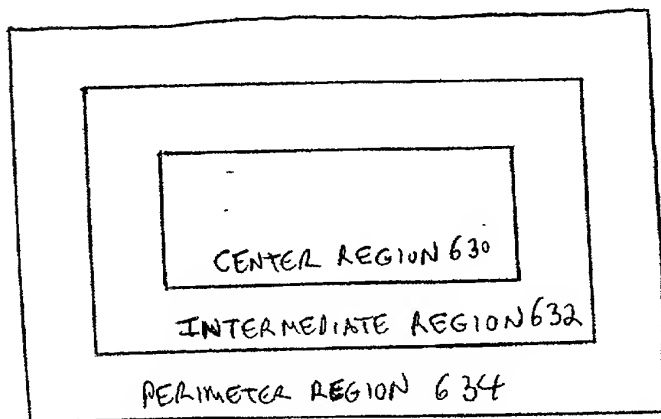 CENTER REGION 630
INTERMEDIATE REGION 632
PERIMETER REGION 634